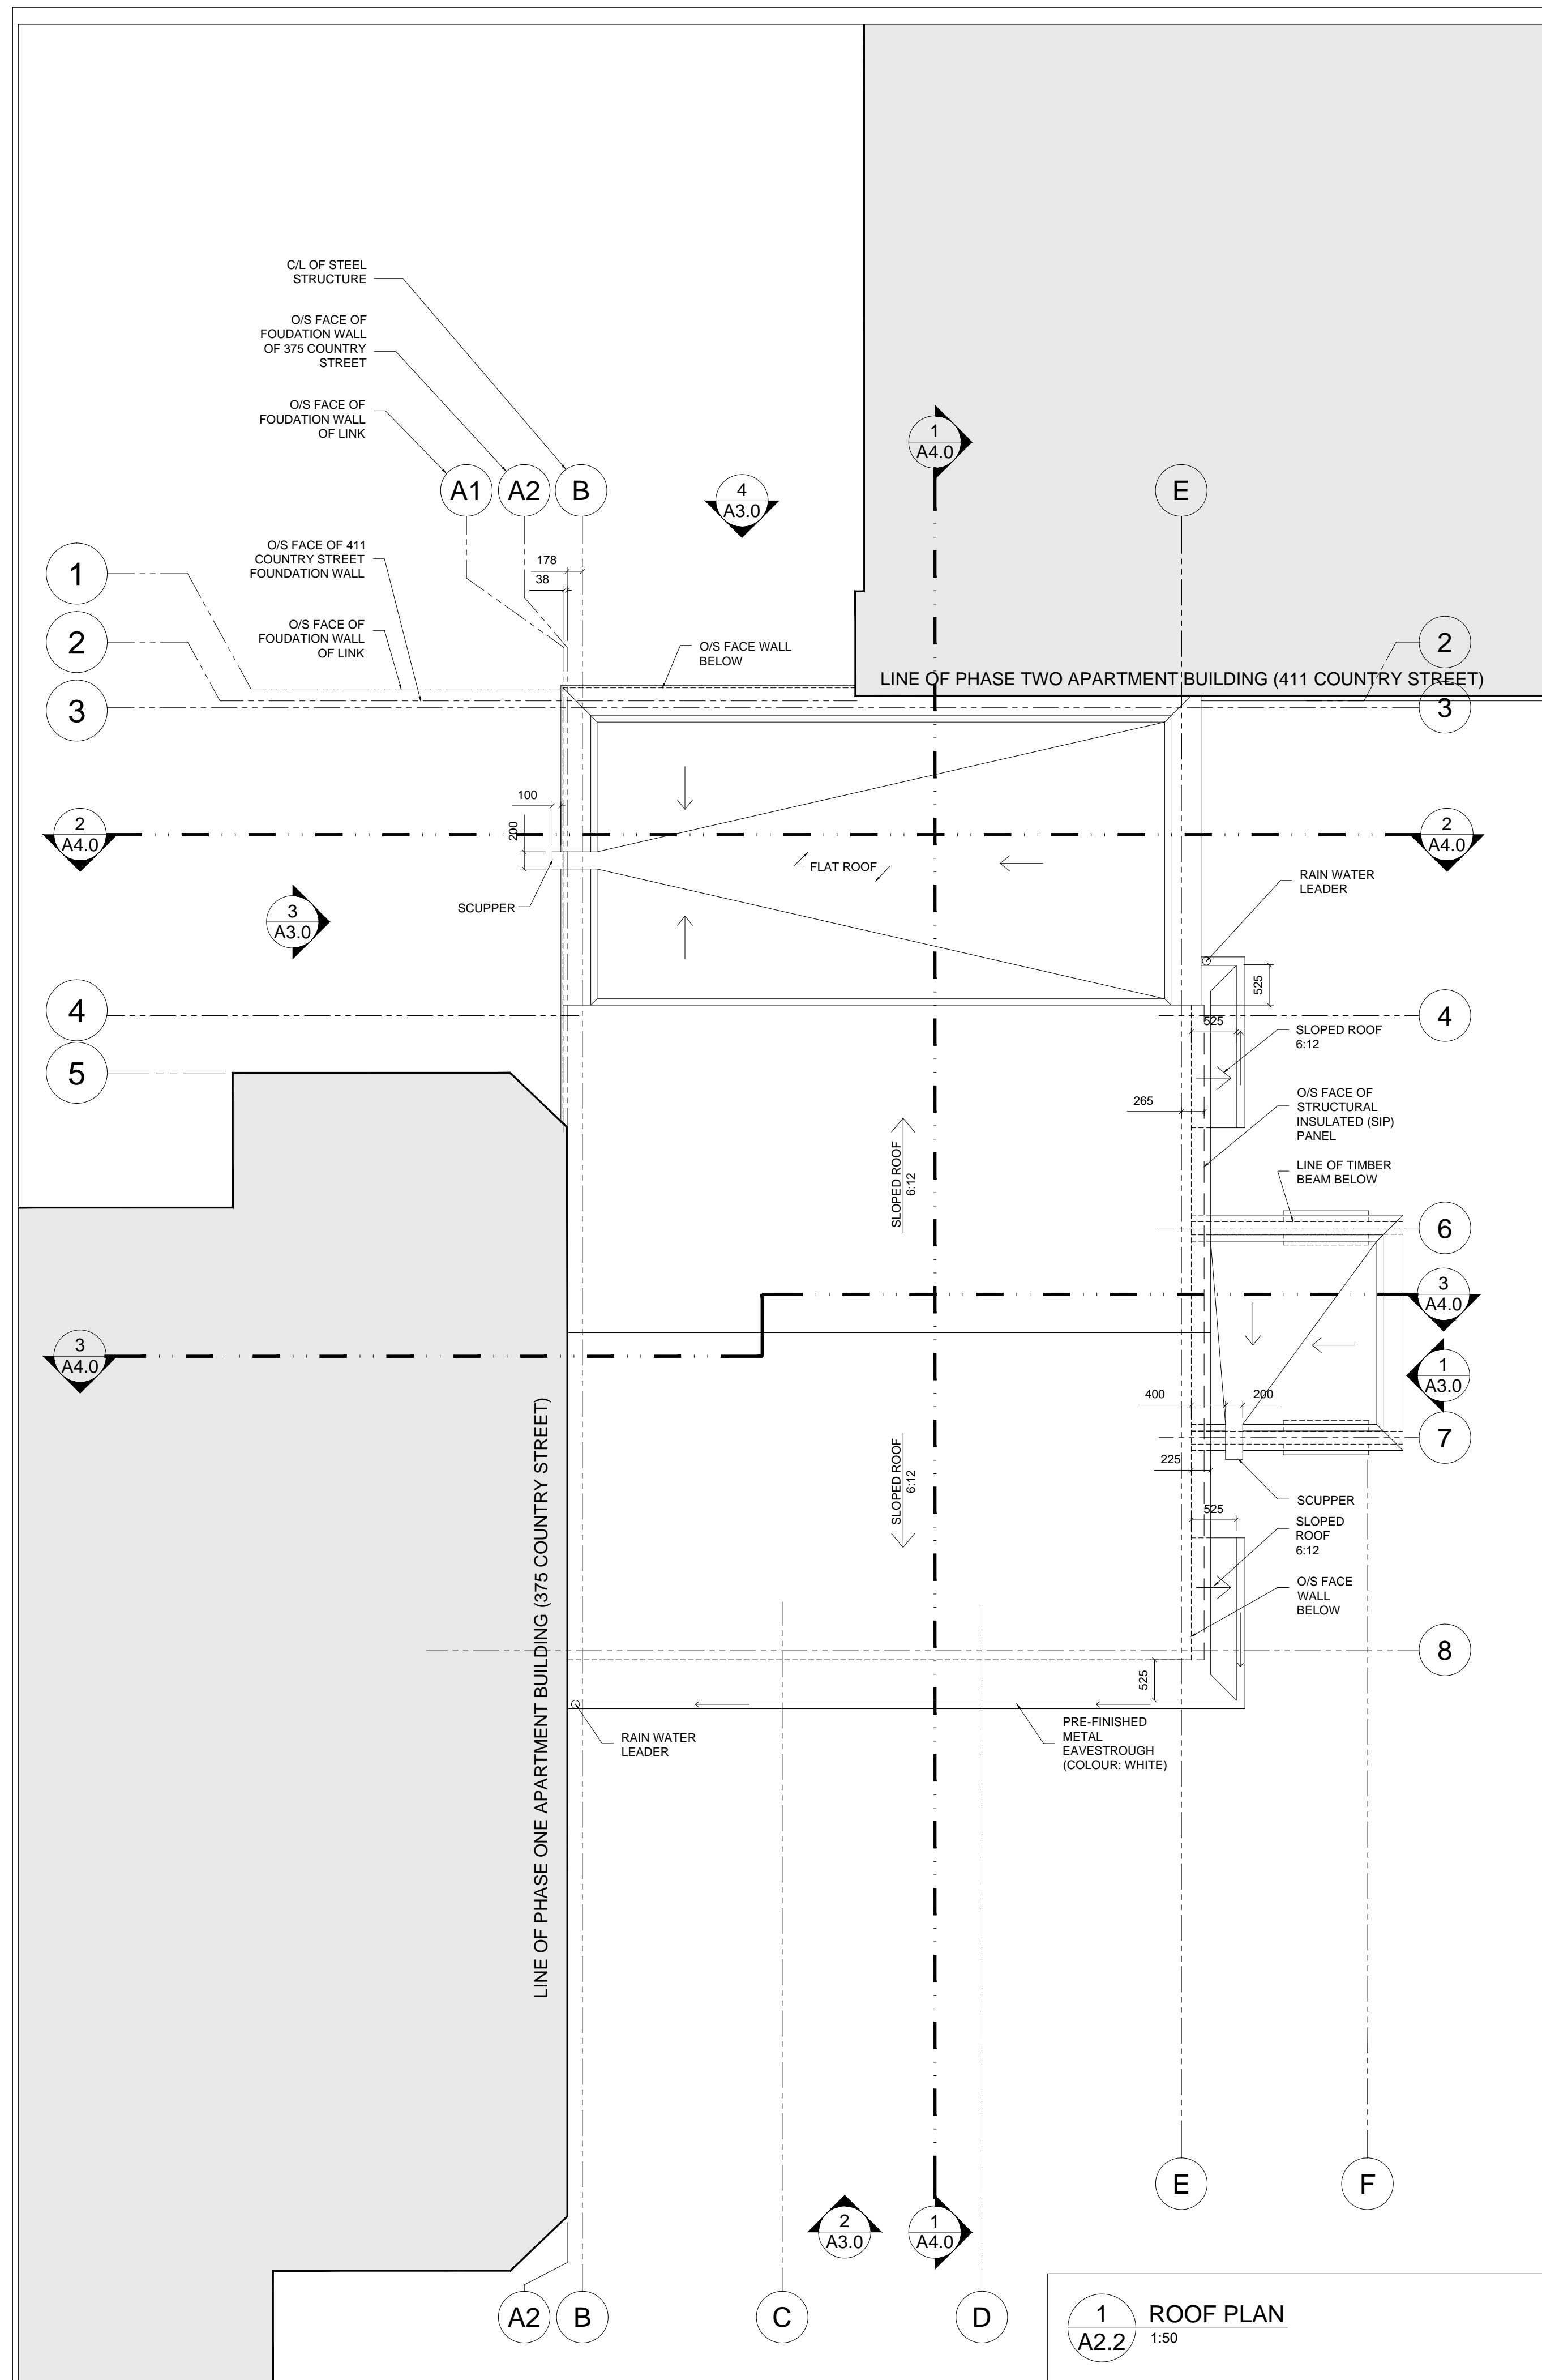 C/L OF STEEL
STRUCTURE
O/S FACE OF
FOUDATION WALL
OF 375 COUNTRY
STREET
O/S FACE OF
FOUDATION WALL
OF LINK
1
A4.0
A1
A2
B
4
A3.0
E
O/S FACE OF 411
COUNTRY STREET
FOUNDATION WALL
178
38
1
2
3
O/S FACE OF
FOUDATION WALL
OF LINK
O/S FACE WALL
BELOW
2
3
LINE OF PHASE TWO APARTMENT BUILDING (411 COUNTRY STREET)
100
200
2
A4.0
2
A4.0
FLAT ROOF
SCUPPER
3
A3.0
RAIN WATER
LEADER
525
4
5
525
4
SLOPED ROOF
6:12
265
O/S FACE OF
STRUCTURAL
INSULATED (SIP)
PANEL
SLOPED ROOF
6:12
LINE OF TIMBER
BEAM BELOW
6
3
A4.0
3
A4.0
1
A3.0
400
200
7
225
SLOPED ROOF
6:12
LINE OF PHASE ONE APARTMENT BUILDING (375 COUNTRY STREET)
SCUPPER
525
SLOPED
ROOF
6:12
O/S FACE
WALL
BELOW
8
525
RAIN WATER
LEADER
PRE-FINISHED
METAL
EAVESTROUGH
(COLOUR: WHITE)
E
F
2
A3.0
1
A4.0
A2
B
C
D
1
A2.2
ROOF PLAN
1:50